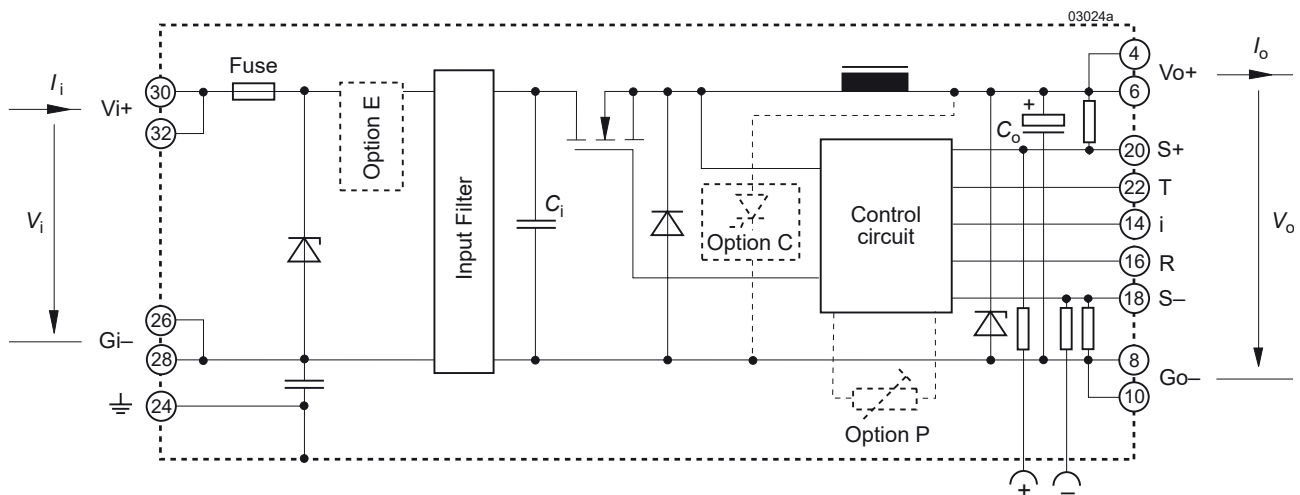 03024a
Ii
Vi+
30
32
Fuse
Option E
Input Filter
Ci
Option C
Control
circuit
+
Co
4
Vo+
6
20
S+
22
T
14
i
16
R
18
S–
8
Go–
10
Io
Vo
Vi
26
Gi–
28
24
Option P
+
–